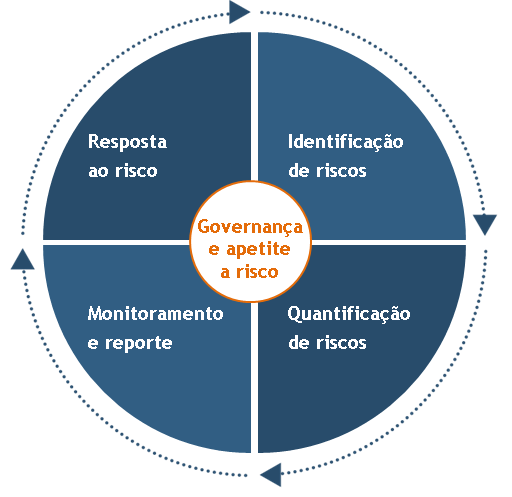 Resposta
ao risco
Identificação
de riscos
Governança
e apetite
a risco
Monitoramento
e reporte
Quantificação
de riscos